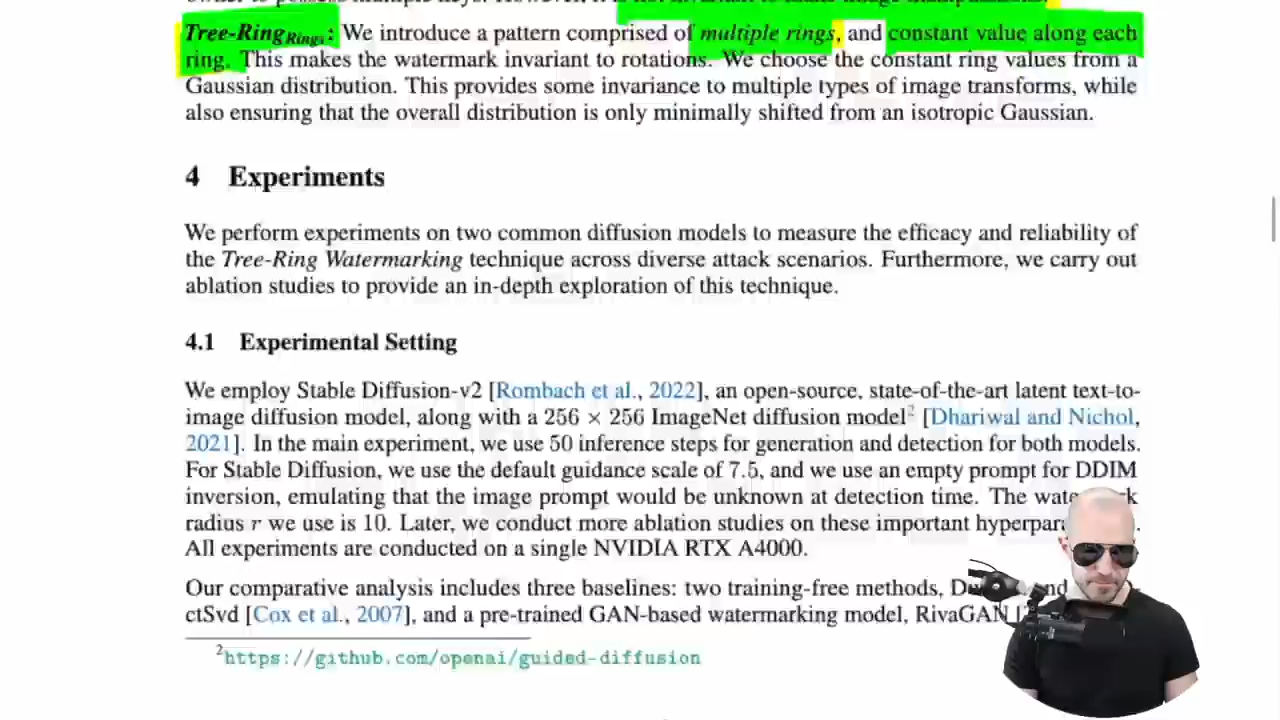 Tree-RingRings: We introduce a pattern comprised of multiple rings, and constant value along each
ring. This makes the watermark invariant to rotations. We choose the constant ring values from a
Gaussian distribution. This provides some invariance to multiple types of image transforms, while
also ensuring that the overall distribution is only minimally shifted from an isotropic Gaussian.
4 Experiments
We perform experiments on two common diffusion models to measure the efficacy and reliability of
the Tree-Ring Watermarking technique across diverse attack scenarios. Furthermore, we carry out
ablation studies to provide an in-depth exploration of this technique.
4.1 Experimental Setting
We employ Stable Diffusion-v2 [Rombach et al., 2022], an open-source, state-of-the-art latent text-to-
image diffusion model, along with a 256 × 256 ImageNet diffusion model2 [Dhariwal and Nichol,
2021]. In the main experiment, we use 50 inference steps for generation and detection for both models.
For Stable Diffusion, we use the default guidance scale of 7.5, and we use an empty prompt for DDIM
inversion, emulating that the image prompt would be unknown at detection time. The
radius r we use is 10. Later, we conduct more ablation studies on these important
All experiments are conducted on a single NVIDIA RTX A4000.
Our comparative analysis includes three baselines: two training-free methods,
ctSvd [Cox et al., 2007], and a pre-trained GAN-based watermarking model, RivaGAN
2https://github.com/openai/guided-diffusion